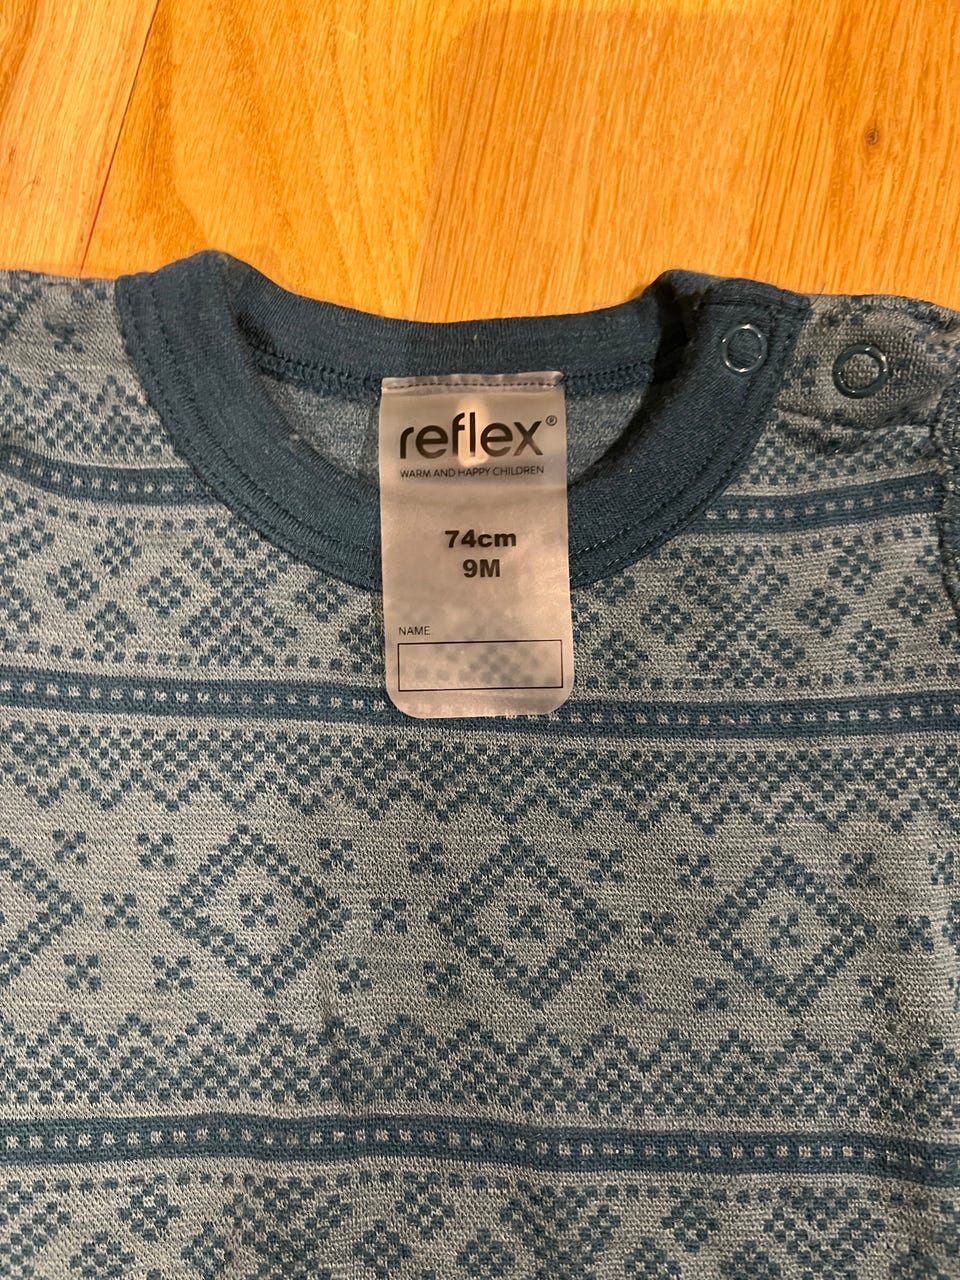 reflex®
WARM AND HAPPY CHILDREN
74cm
9M
NAME